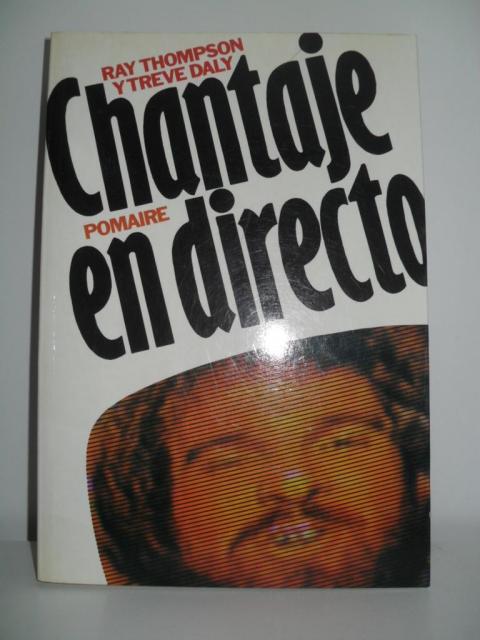 RAY THOMPSON
Y TREVE DALY
Chantaje
POMAIRE
en directo